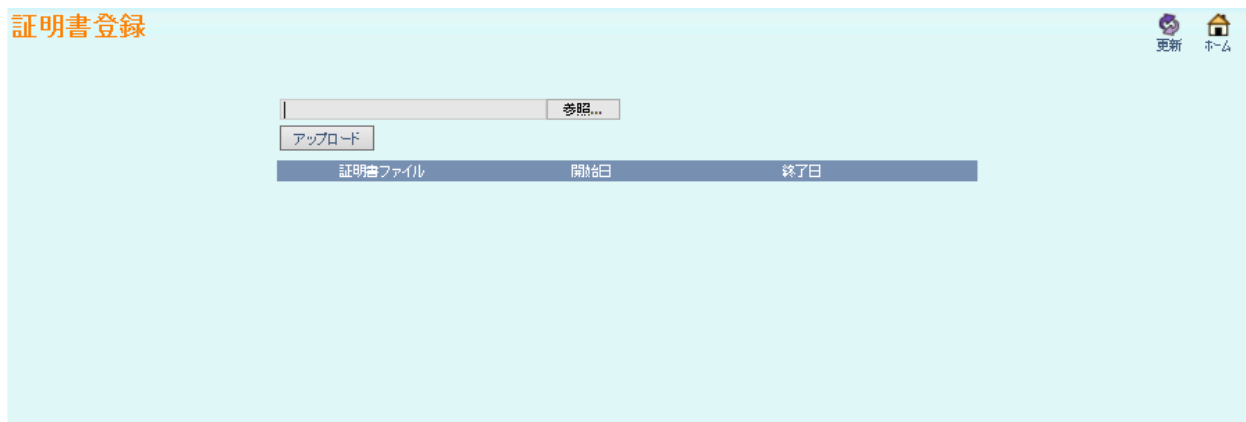 証明書登録
更新 ホーム
参照...
アップロード
証明書ファイル 開始日 終了日